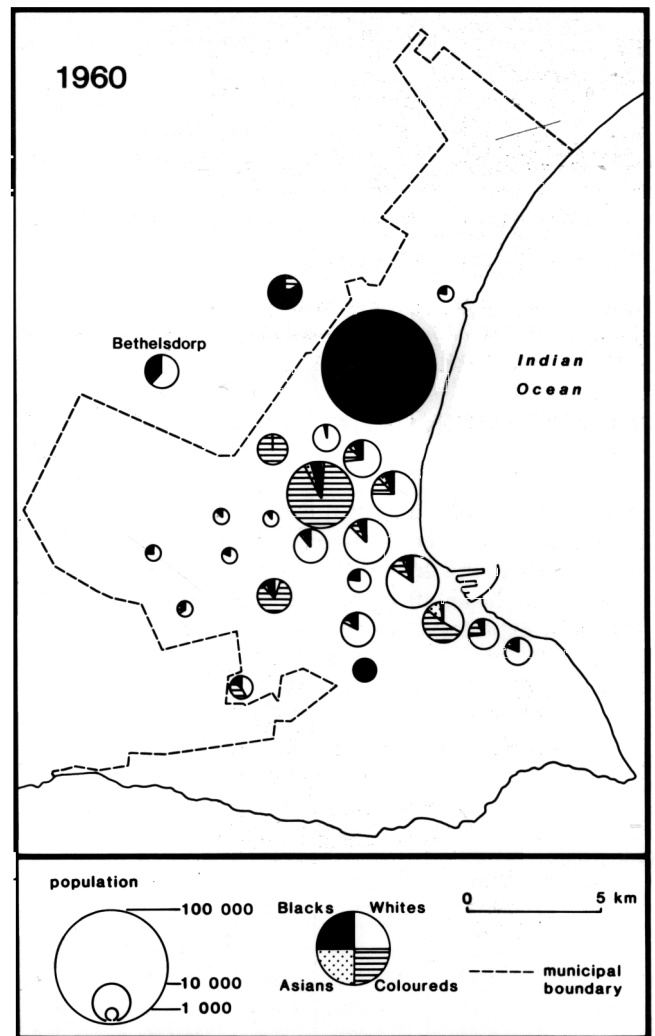 1960
Bethelsdorp
Indian
Ocean
population
100 000
10 000
1 000
Blacks
Whites
Asians
Coloureds
0
5 km
municipal
boundary